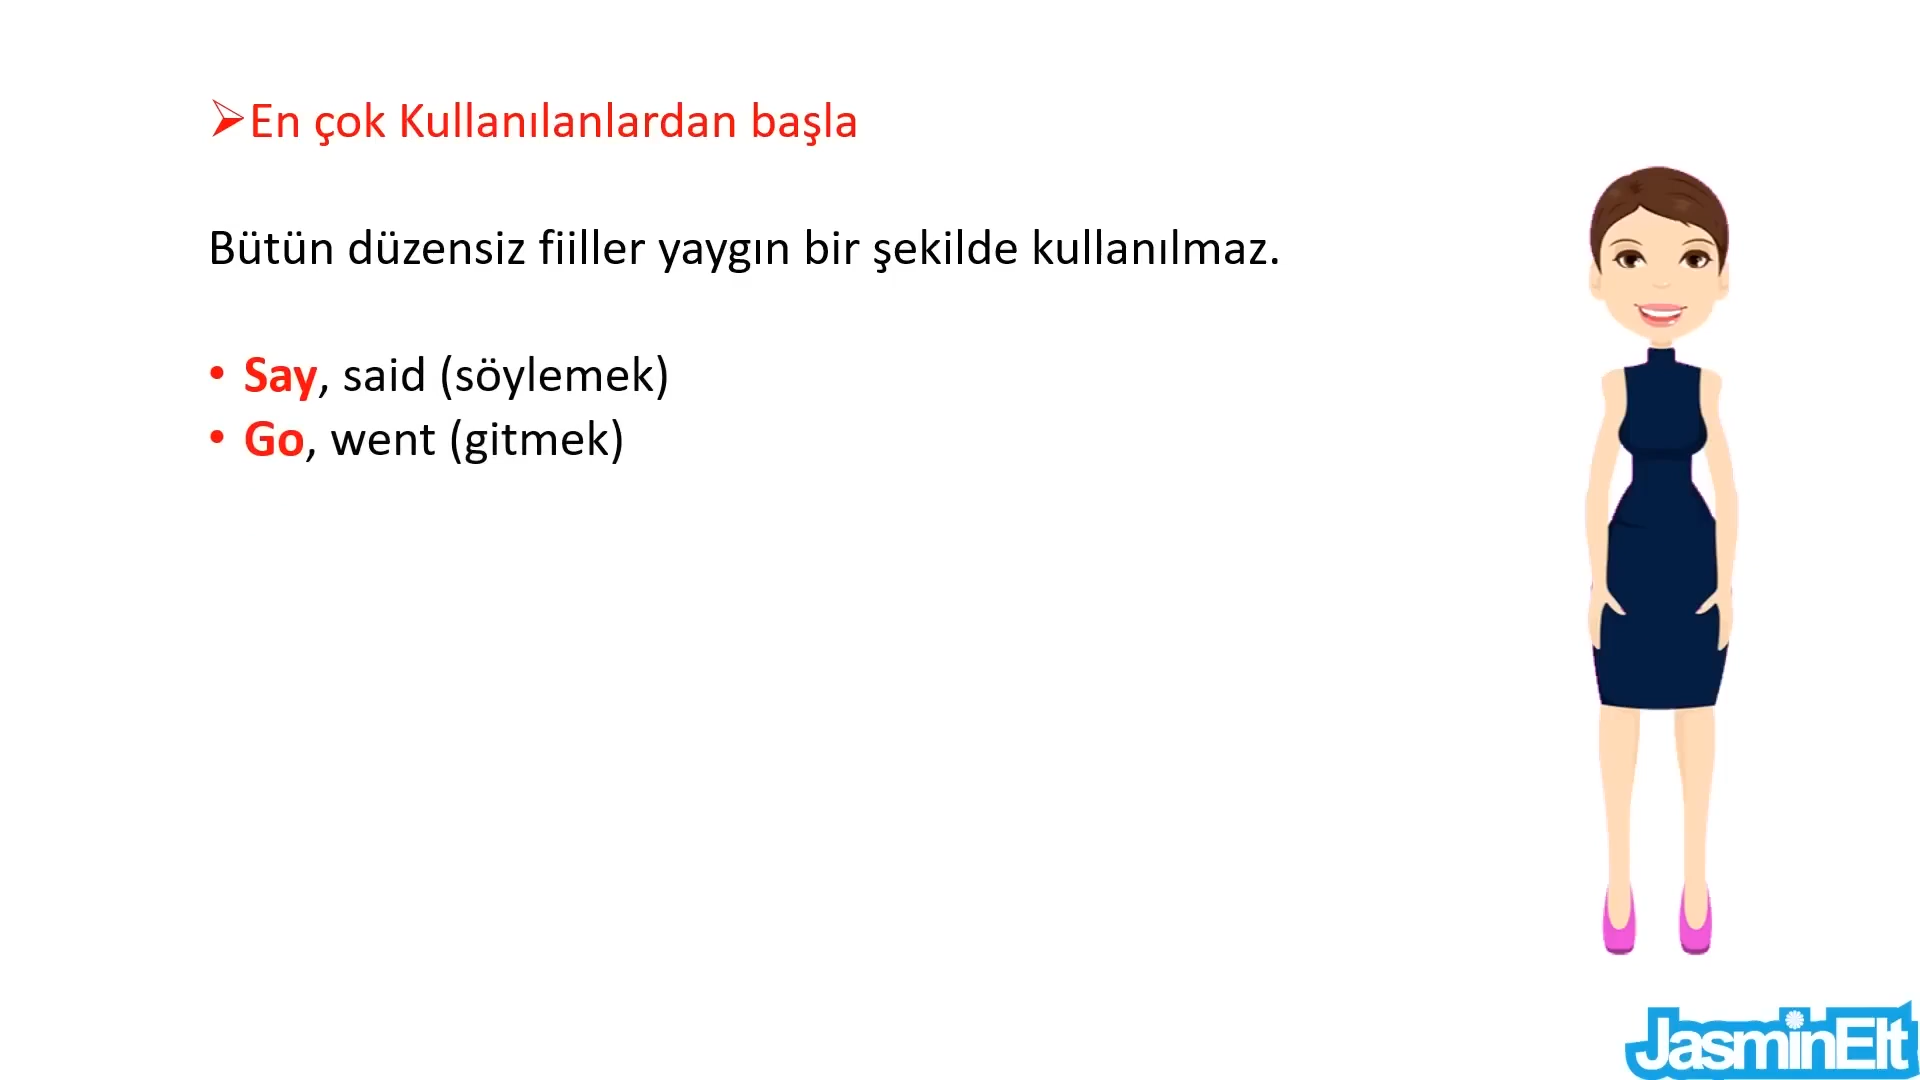 ➢En çok Kullanılanlardan başla
Bütün düzensiz fiiller yaygın bir şekilde kullanılmaz.
• Say, said (söylemek)
• Go, went (gitmek)
JasminElt